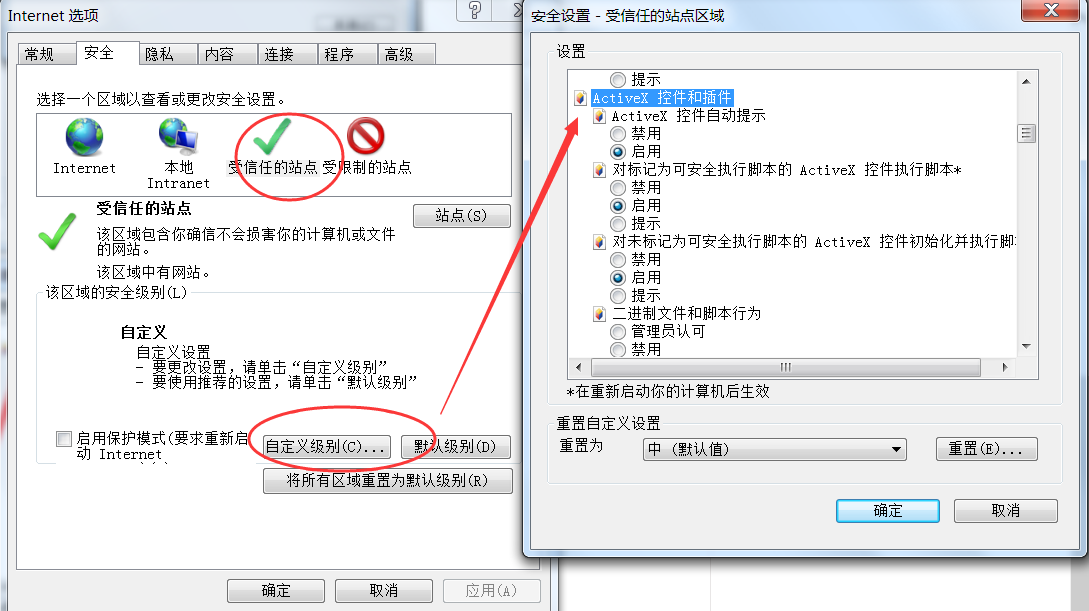 Internet 选项
常规 安全 隐私 内容 连接 程序 高级
选择一个区域以查看或更改安全设置。
Internet
本地
Intranet
受信任的站点
受限制的站点
受信任的站点
站点(S)
该区域包含你确信不会损害你的计算机或文件
的网站。
该区域中有网站。
该区域的安全级别(L)
自定义
自定义设置
- 要更改设置，请单击“自定义级别”
- 要使用推荐的设置，请单击“默认级别”
启用保护模式(要求重新启
动 Internet
自定义级别(C)...
默认级别(D)
将所有区域重置为默认级别(R)
确定 取消 应用(A)
安全设置 - 受信任的站点区域
设置
提示
ActiveX 控件和插件
ActiveX 控件自动提示
禁用
启用
对标记为可安全执行脚本的 ActiveX 控件执行脚本*
禁用
启用
提示
对未标记为可安全执行脚本的 ActiveX 控件初始化并执行脚
禁用
启用
提示
二进制文件和脚本行为
管理员认可
禁用
*在重新启动你的计算机后生效
重置自定义设置
重置为
中 (默认值)
重置(E)...
确定 取消